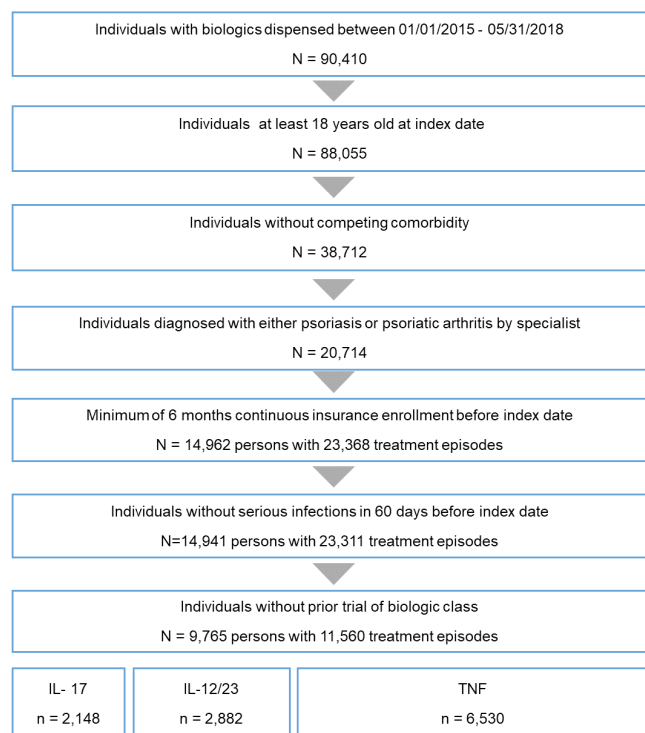 Individuals with biologics dispensed between 01/01/2015 - 05/31/2018
N = 90,410
Individuals at least 18 years old at index date
N = 88,055
Individuals without competing comorbidity
N = 38,712
Individuals diagnosed with either psoriasis or psoriatic arthritis by specialist
N = 20,714
Minimum of 6 months continuous insurance enrollment before index date
N = 14,962 persons with 23,368 treatment episodes
Individuals without serious infections in 60 days before index date
N=14,941 persons with 23,311 treatment episodes
Individuals without prior trial of biologic class
N = 9,765 persons with 11,560 treatment episodes
IL- 17
n = 2,148
IL-12/23
n = 2,882
TNF
n = 6,530